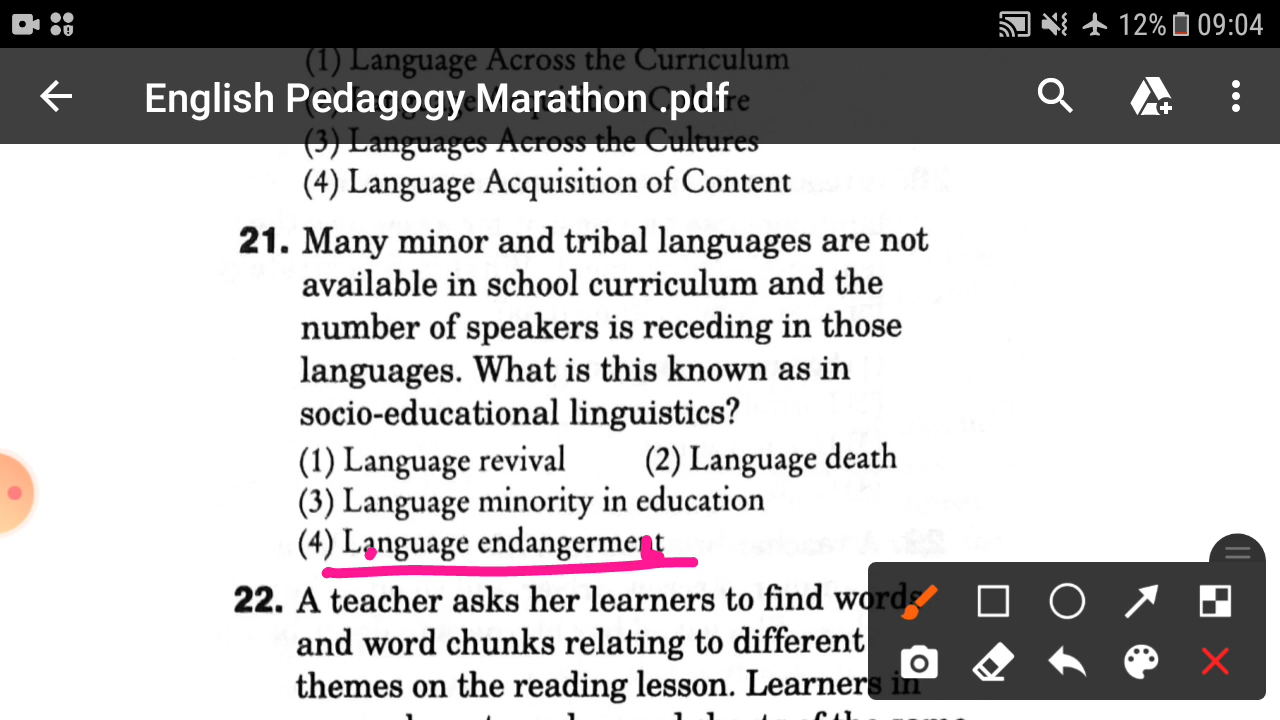 12% 09:04
(1) Language Across the Curriculum
English Pedagogy Marathon .pdf
(3) Languages Across the Cultures
(4) Language Acquisition of Content
21. Many minor and tribal languages are not
available in school curriculum and the
number of speakers is receding in those
languages. What is this known as in
socio-educational linguistics?
(1) Language revival (2) Language death
(3) Language minority in education
(4) Language endangerment
22. A teacher asks her learners to find words
and word chunks relating to different
themes on the reading lesson. Learners in